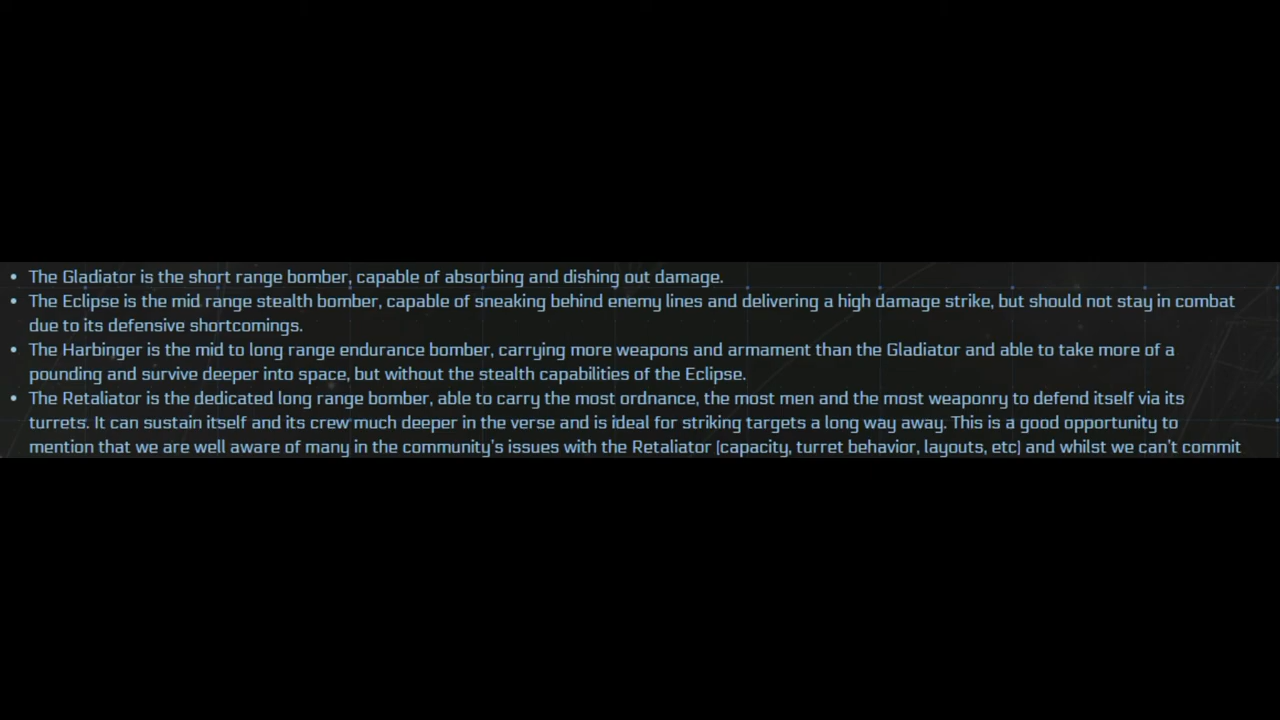 • The Gladiator is the short range bomber, capable of absorbing and dishing out damage.
• The Eclipse is the mid range stealth bomber, capable of sneaking behind enemy lines and delivering a high damage strike, but should not stay in combat
due to its defensive shortcomings.
• The Harbinger is the mid to long range endurance bomber, carrying more weapons and armament than the Gladiator and able to take more of a
pounding and survive deeper into space, but without the stealth capabilities of the Eclipse.
• The Retaliator is the dedicated long range bomber, able to carry the most ordnance, the most men and the most weaponry to defend itself via its
turrets. It can sustain itself and its crew much deeper in the verse and is ideal for striking targets a long way away. This is a good opportunity to
mention that we are well aware of many in the community's issues with the Retaliator (capacity, turret behavior, layouts, etc) and whilst we can't commit